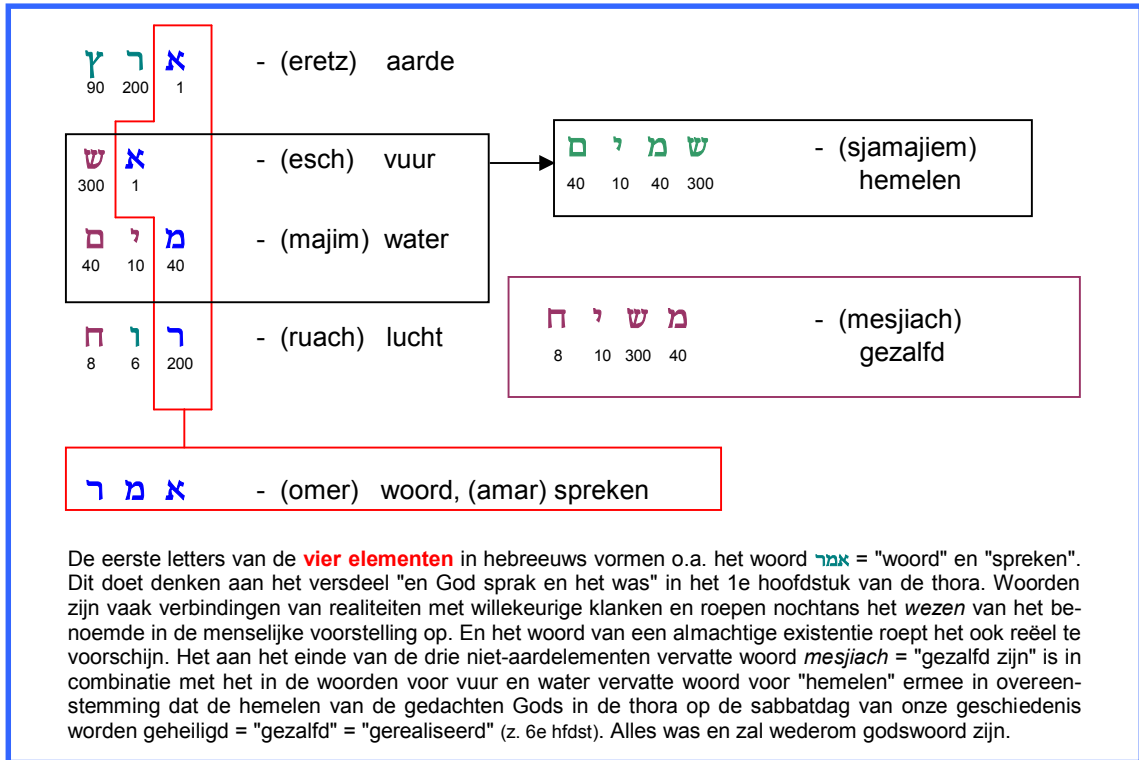 ארץ - (eretz) aarde
90 200 1
אש - (esch) vuur
300 1
שמים - (sjamajiem)
hemelen
40 10 40 300
מים - (majim) water
40 10 40
משיח - (mesjiach)
gezalfd
8 10 300 40
רוח - (ruach) lucht
8 6 200
אמר - (omer) woord, (amar) spreken
De eerste letters van de vier elementen in hebreeuws vormen o.a. het woord אמר = "woord" en "spreken".
Dit doet denken aan het versdeel "en God sprak en het was" in het 1e hoofdstuk van de thora. Woorden
zijn vaak verbindingen van realiteiten met willekeurige klanken en roepen nochtans het wezen van het be-
noemde in de menselijke voorstelling op. En het woord van een almachtige existentie roept het ook reëel te
voorschijn. Het aan het einde van de drie niet-aardelementen vervatte woord mesjiach = "gezalfd zijn" is in
combinatie met het in de woorden voor vuur en water vervatte woord voor "hemelen" ermee in overeen-
stemming dat de hemelen van de gedachten Gods in de thora op de sabbatdag van onze geschiedenis
worden geheiligd = "gezalfd" = "gerealiseerd" (z. 6e hfdst). Alles was en zal wederom godswoord zijn.